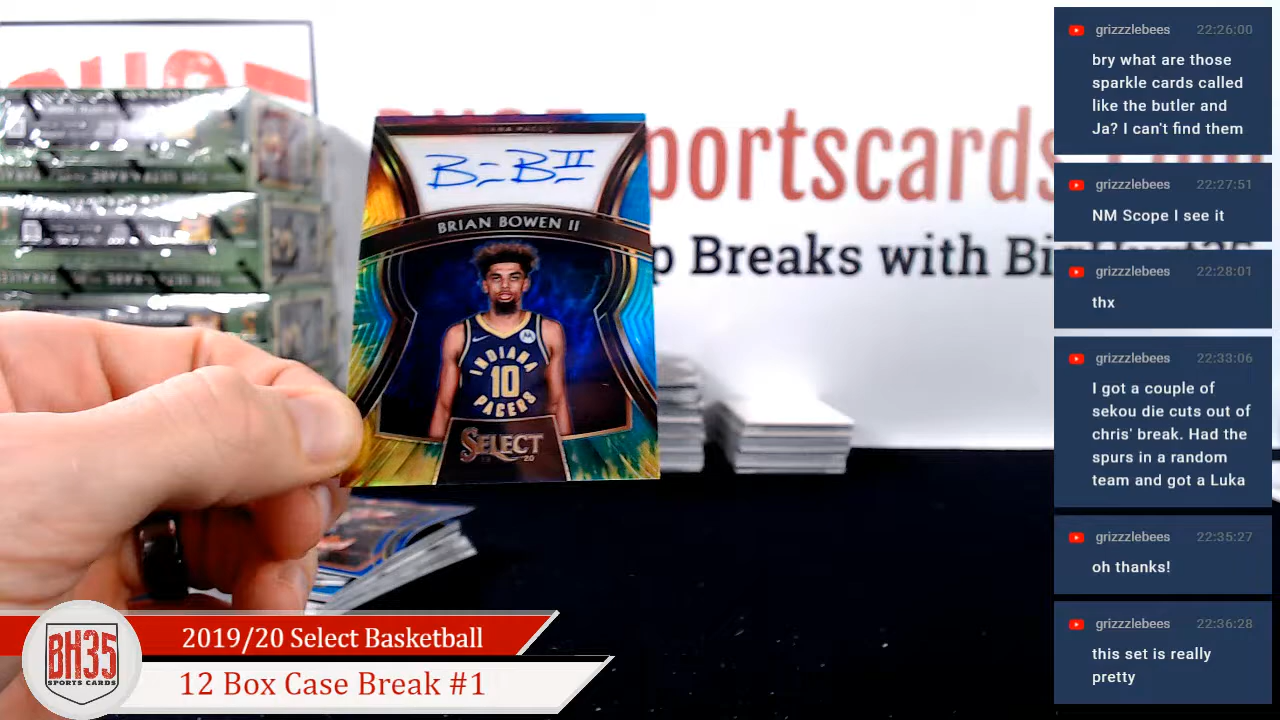 INDIANA PACERS
B-B II
BRIAN BOWEN II
INDIANA
10
PACERS
SELECT
20
portscards
p Breaks with Bi
BH35
SPORTS CARDS
2019/20 Select Basketball
12 Box Case Break #1
grizzzlebees 22:26:00
bry what are those
sparkle cards called
like the butler and
Ja? I can't find them
grizzzlebees 22:27:51
NM Scope I see it
grizzzlebees 22:28:01
thx
grizzzlebees 22:33:06
I got a couple of
sekou die cuts out of
chris' break. Had the
spurs in a random
team and got a Luka
grizzzlebees 22:35:27
oh thanks!
grizzzlebees 22:36:28
this set is really
pretty